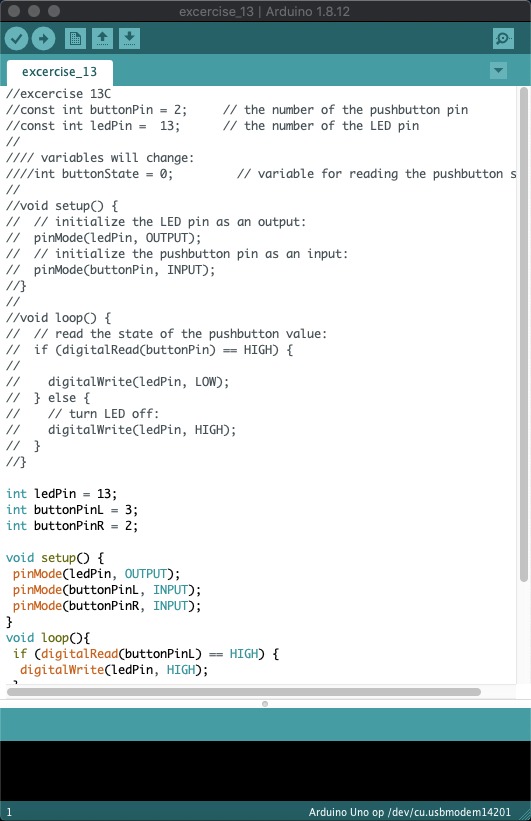 excercise_13 | Arduino 1.8.12
excercise_13
//excercise 13C
//const int buttonPin = 2;     // the number of the pushbutton pin
//const int ledPin =  13;      // the number of the LED pin
//
//// variables will change:
////int buttonState = 0;         // variable for reading the pushbutton s
//
//void setup() {
//  // initialize the LED pin as an output:
//  pinMode(ledPin, OUTPUT);
//  // initialize the pushbutton pin as an input:
//  pinMode(buttonPin, INPUT);
//}
//
//void loop() {
//  // read the state of the pushbutton value:
//  if (digitalRead(buttonPin) == HIGH) {
//
//    digitalWrite(ledPin, LOW);
//  } else {
//    // turn LED off:
//    digitalWrite(ledPin, HIGH);
//  }
//}
int ledPin = 13;
int buttonPinL = 3;
int buttonPinR = 2;
void setup() {
 pinMode(ledPin, OUTPUT);
 pinMode(buttonPinL, INPUT);
 pinMode(buttonPinR, INPUT);
}
void loop(){
 if (digitalRead(buttonPinL) == HIGH) {
  digitalWrite(ledPin, HIGH);
1
Arduino Uno op /dev/cu.usbmodem14201